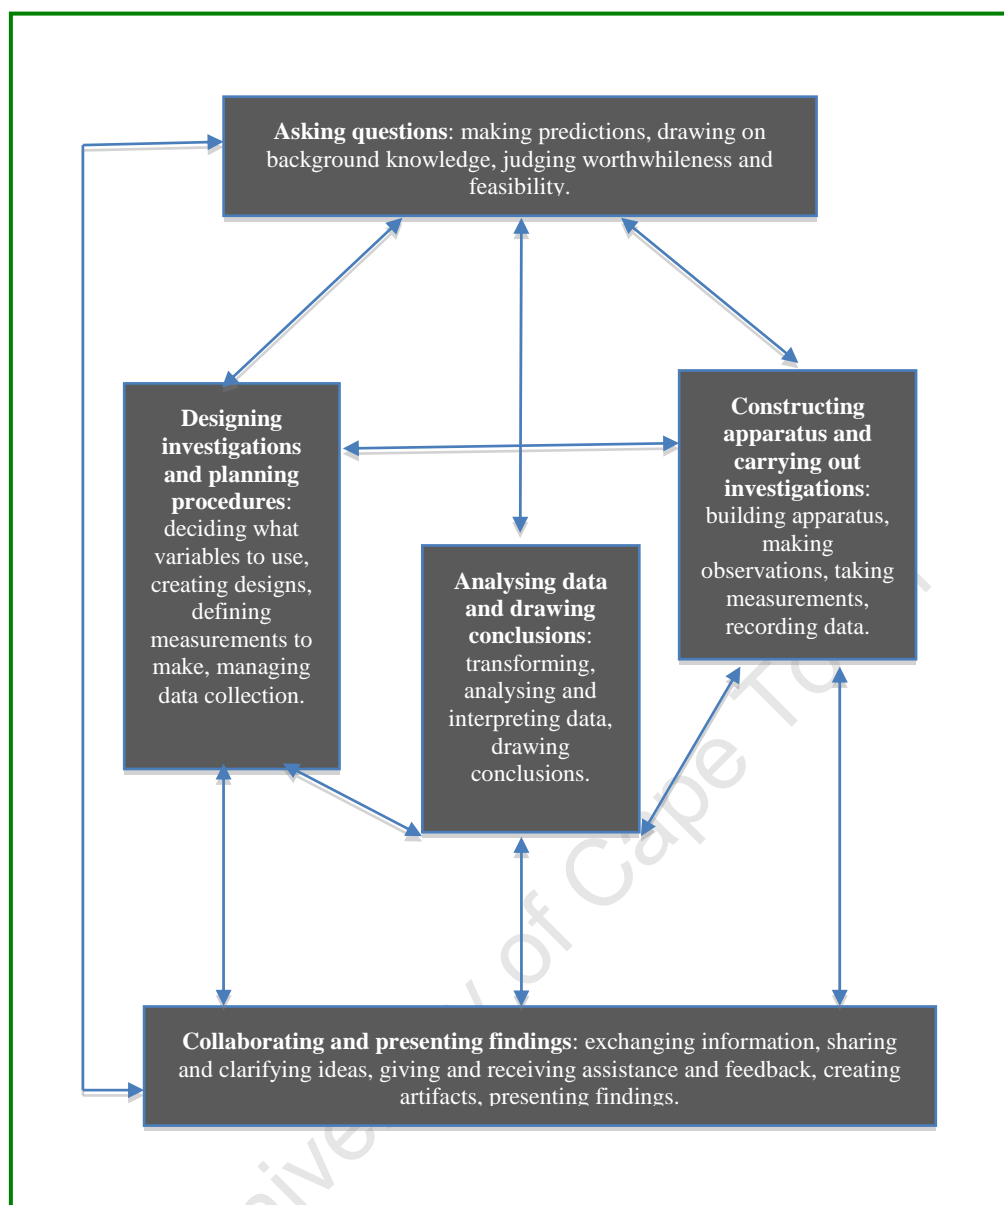 Asking questions: making predictions, drawing on
background knowledge, judging worthwhileness and
feasibility.
Designing
investigations
and planning
procedures:
deciding what
variables to use,
creating designs,
defining
measurements to
make, managing
data collection.
Analysing data
and drawing
conclusions:
transforming,
analysing and
interpreting data,
drawing
conclusions.
Constructing
apparatus and
carrying out
investigations:
building apparatus,
making
observations, taking
measurements,
recording data.
Collaborating and presenting findings: exchanging information, sharing
and clarifying ideas, giving and receiving assistance and feedback, creating
artifacts, presenting findings.
of Cape